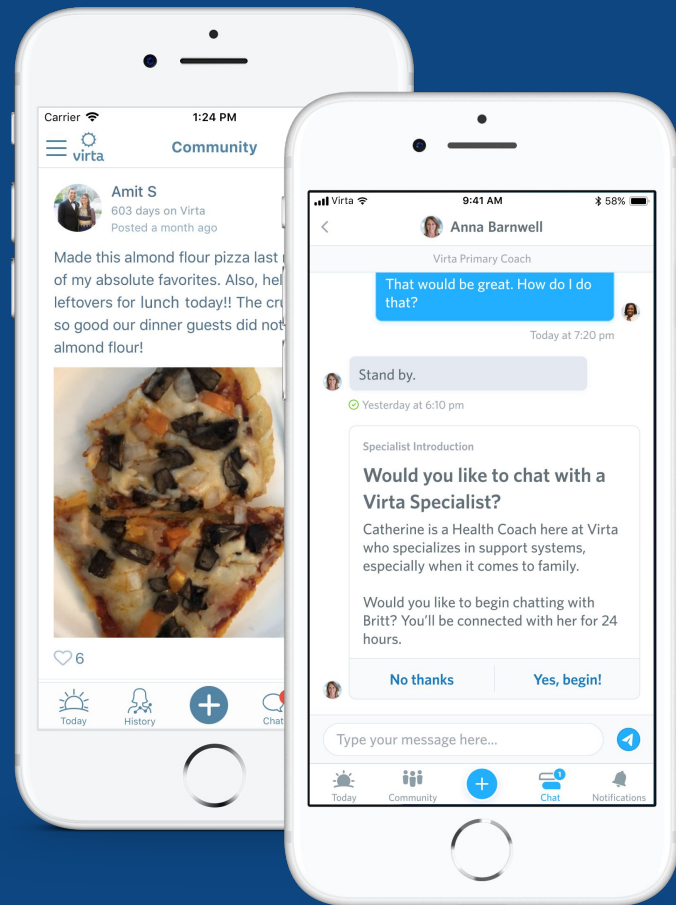 Carrier
1:24 PM
virta
Community
Amit S
603 days on Virta
Posted a month ago
Made this almond flour pizza last
of my absolute favorites. Also,
leftovers for lunch today!! The
so good our dinner guests did not
almond flour!
6
Today
History
Chat
Virta
9:41 AM
58%
Anna Barnwell
Virta Primary Coach
That would be great. How do I do
that?
Today at 7:20 pm
Stand by.
Yesterday at 6:10 pm
Specialist Introduction
Would you like to chat with a
Virta Specialist?
Catherine is a Health Coach here at Virta
who specializes in support systems,
especially when it comes to family.
Would you like to begin chatting with
Britt? You’ll be connected with her for 24
hours.
No thanks
Yes, begin!
Type your message here...
Today
Community
1
Chat
Notifications